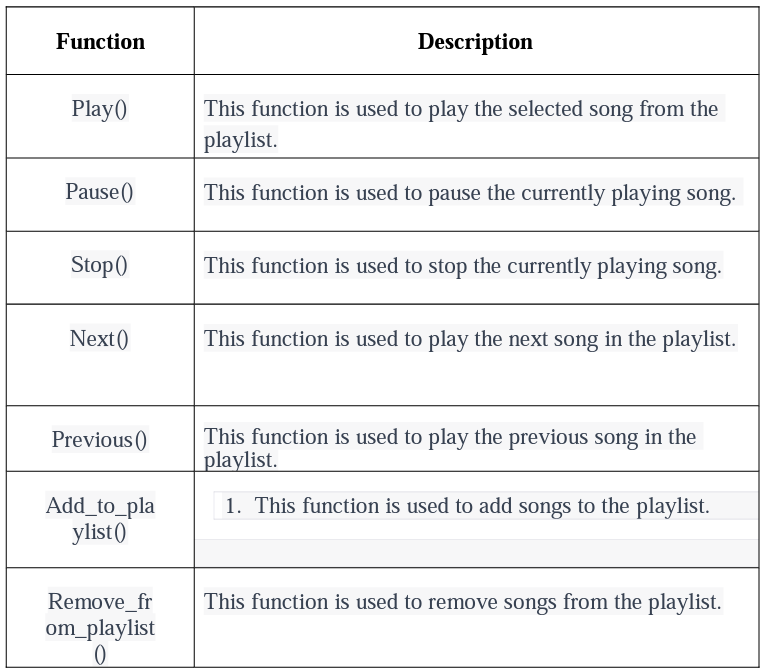 Function Description
Play() This function is used to play the selected song from the
playlist.
Pause() This function is used to pause the currently playing song.
Stop() This function is used to stop the currently playing song.
Next() This function is used to play the next song in the playlist.
Previous() This function is used to play the previous song in the
playlist.
Add_to_pla 1. This function is used to add songs to the playlist.
ylist()
Remove_fr This function is used to remove songs from the playlist.
om_playlist
()